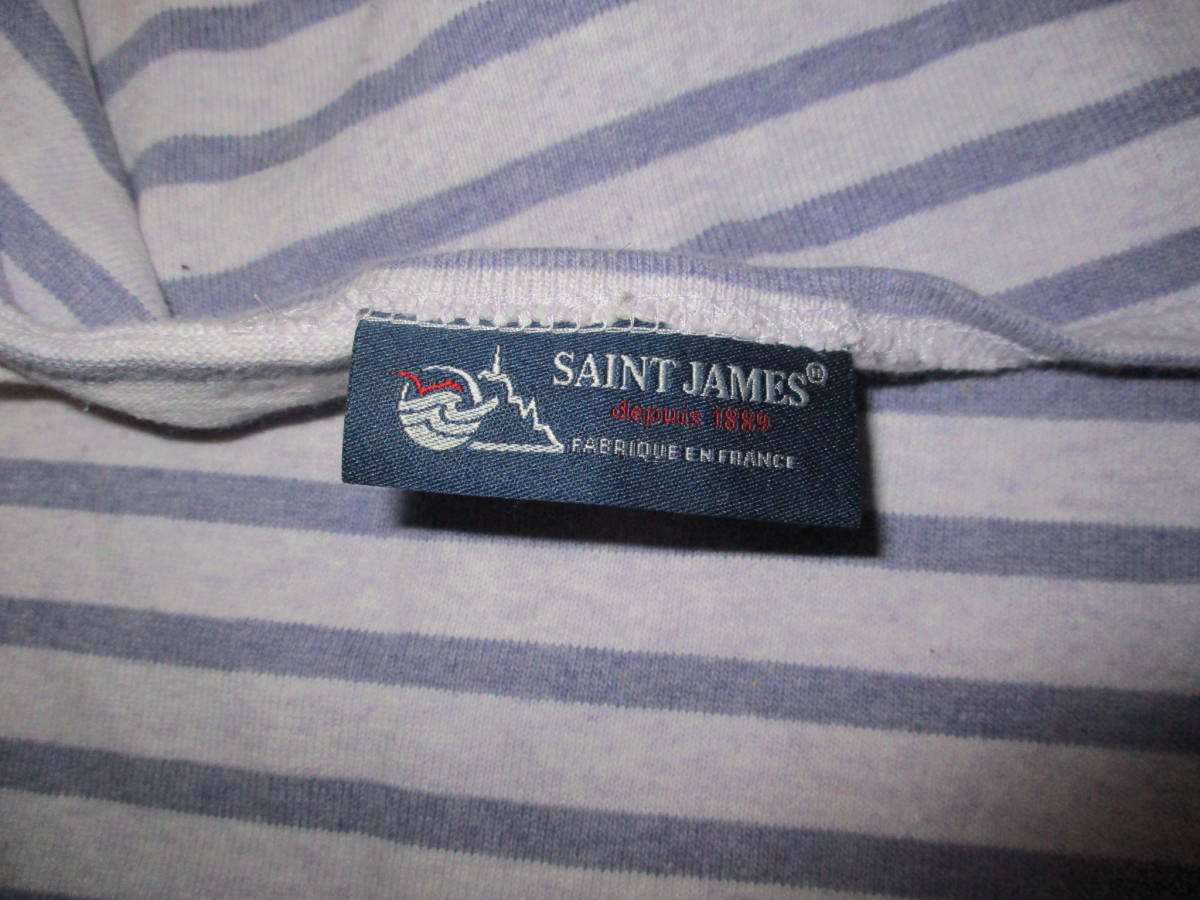 SAINT JAMES®
depuis 1889
FABRIQUE EN FRANCE